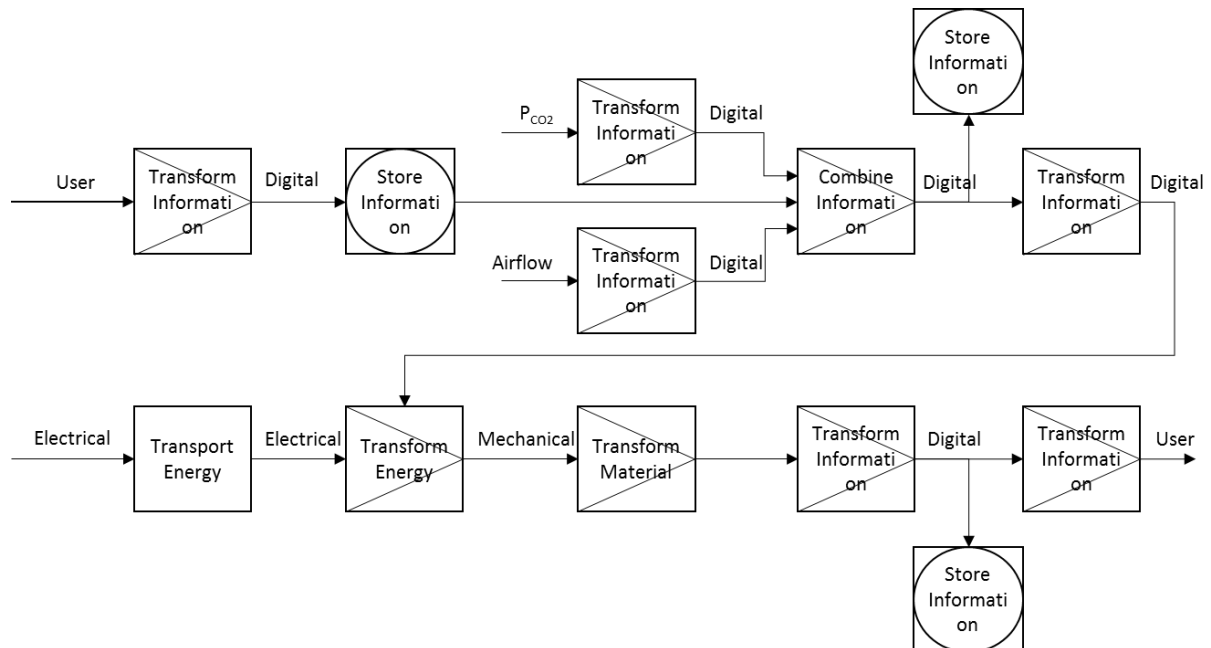 Store
Informati
on
P_CO2
Transform
Informati
on
Digital
User
Transform
Informati
on
Digital
Store
Informati
on
Combine
Informati
on
Digital
Transform
Informati
on
Digital
Airflow
Transform
Informati
on
Digital
Electrical
Transport
Energy
Electrical
Transform
Energy
Mechanical
Transform
Material
Transform
Informati
on
Digital
Transform
Informati
on
User
Store
Informati
on